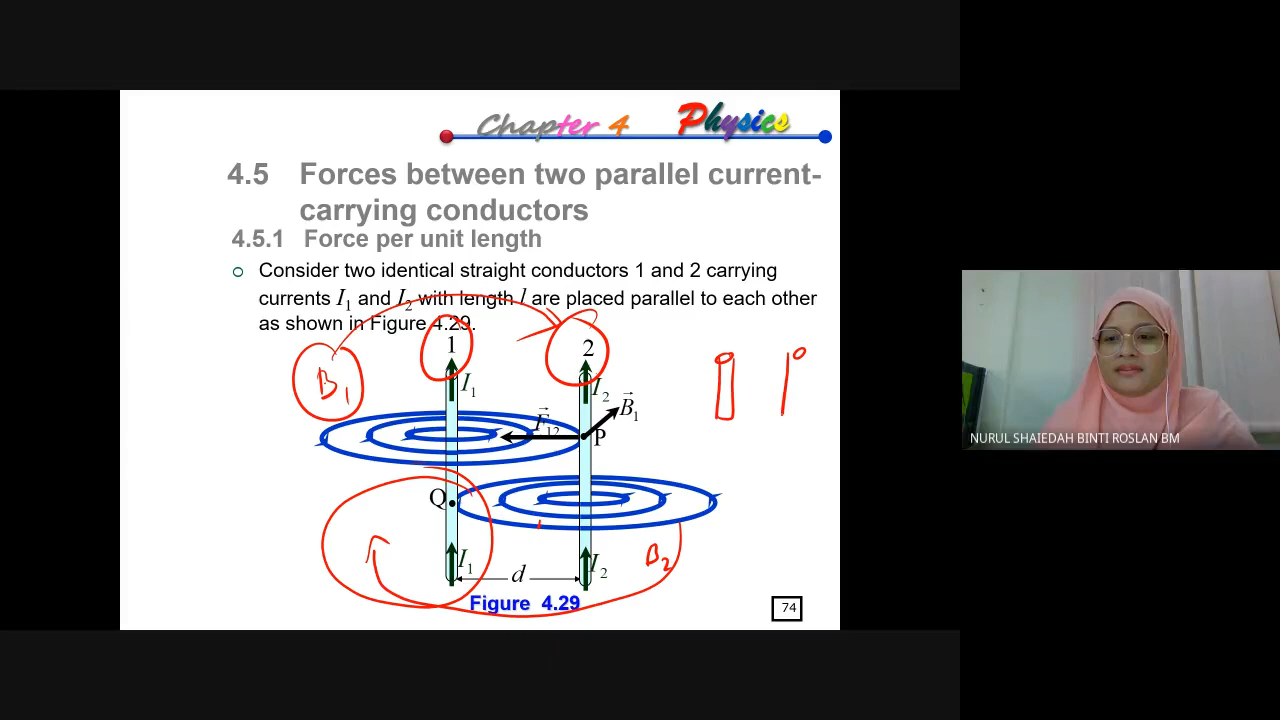 Chapter 4 Physics
4.5 Forces between two parallel current-
carrying conductors
4.5.1 Force per unit length
Consider two identical straight conductors 1 and 2 carrying
currents I₁ and I₂ with length l are placed parallel to each other
as shown in Figure 4.29.
1 2
B₁
I₁ I₂
B⃗₁
F⃗₁₂
P
Q
B₂
I₁ I₂
d
Figure 4.29
74
NURUL SHAIEDAH BINTI ROSLAN BM